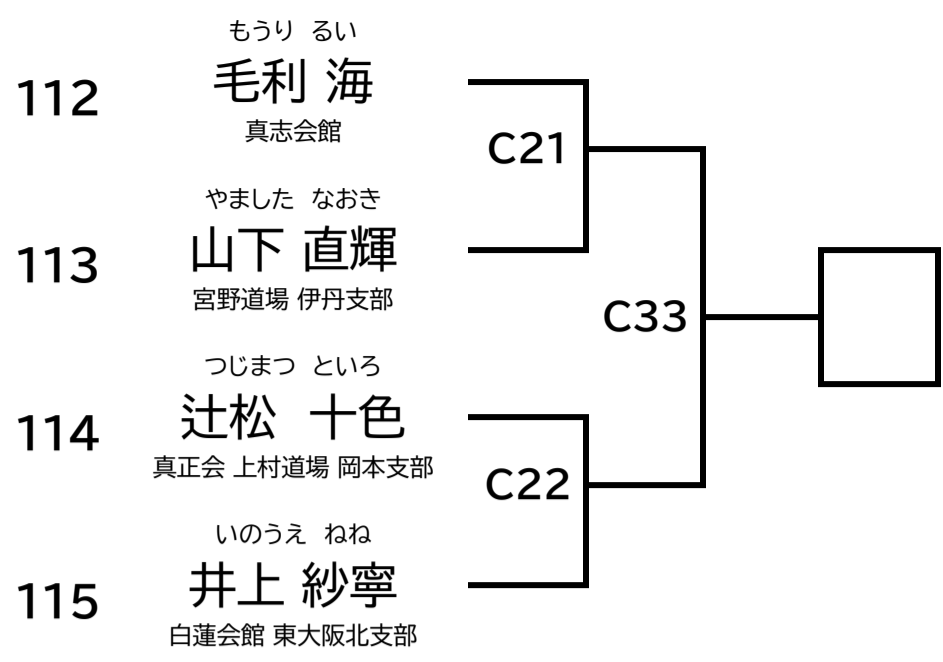 もうり るい
112 毛利 海
真志会館
C21
やました なおき
113 山下 直輝
宮野道場 伊丹支部
C33
つじまつ といろ
114 辻松 十色
真正会 上村道場 岡本支部
C22
いのうえ ねね
115 井上 紗寧
白蓮会館 東大阪北支部